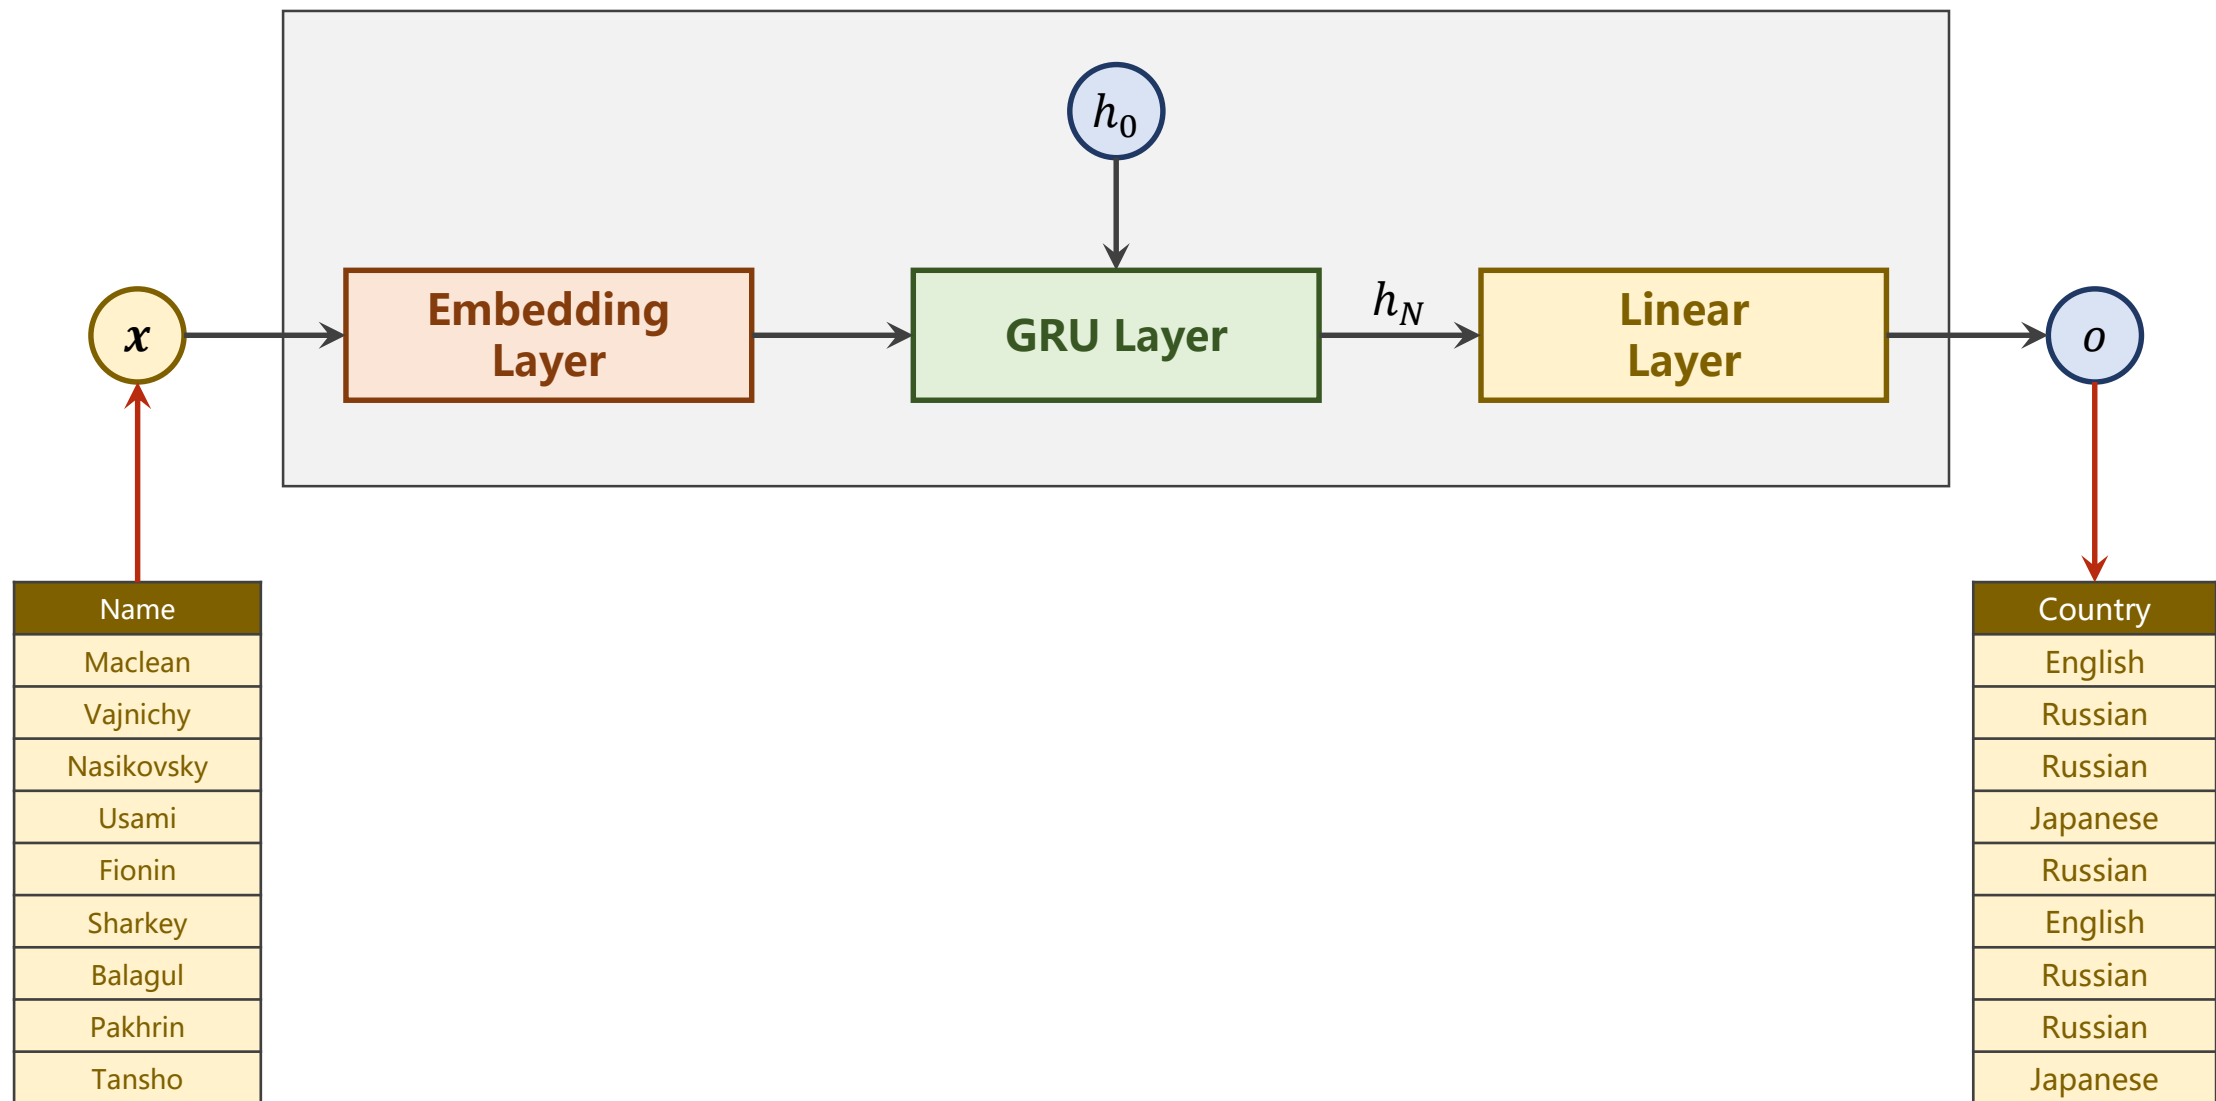 h₀
x
Embedding
Layer
GRU Layer
h_N
Linear
Layer
o
Name
Maclean
Vajnichy
Nasikovsky
Usami
Fionin
Sharkey
Balagul
Pakhrin
Tansho
Country
English
Russian
Russian
Japanese
Russian
English
Russian
Russian
Japanese